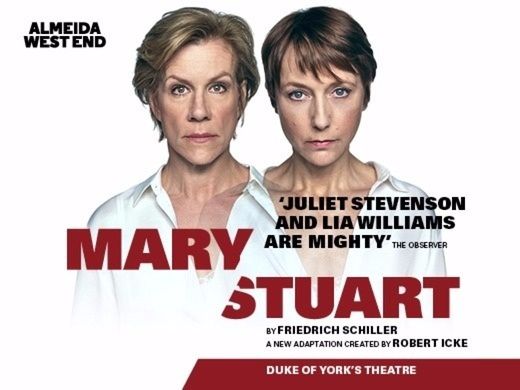 ALMEIDA
WEST END
'JULIET STEVENSON
AND LIA WILLIAMS
ARE MIGHTY' THE OBSERVER
MARY
STUART
BY FRIEDRICH SCHILLER
A NEW ADAPTATION CREATED BY ROBERT ICKE
DUKE OF YORK'S THEATRE